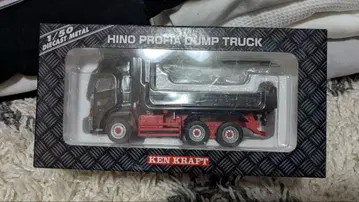 1/50
DIECAST METAL
HINO PROFIA DUMP TRUCK
KEN KRAFT